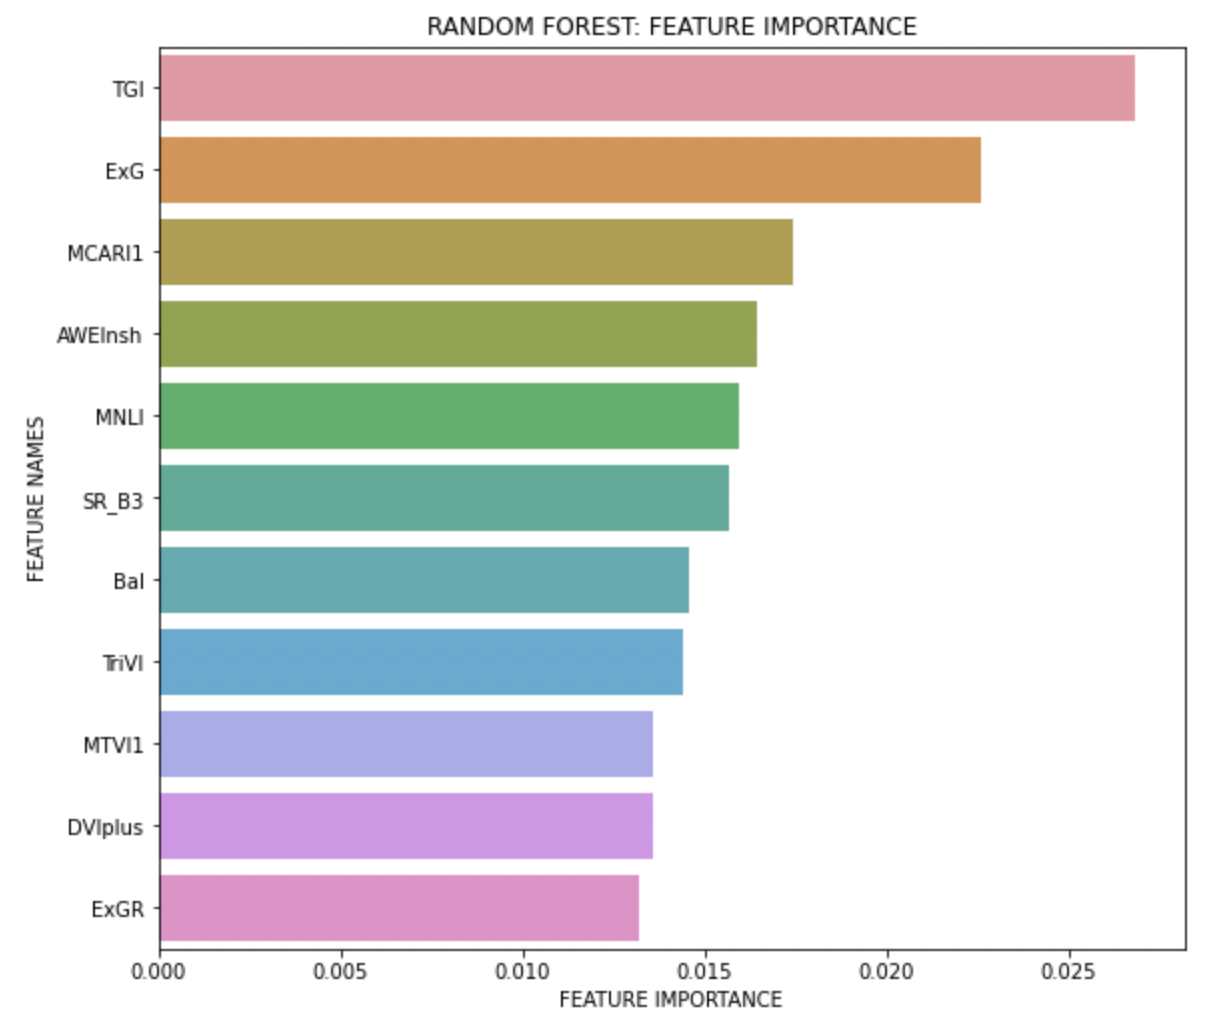 RANDOM FOREST: FEATURE IMPORTANCE
TGI
ExG
MCARI1
AWEInsh
MNLI
SR_B3
BaI
TriVI
MTVI1
DVIplus
ExGR
FEATURE NAMES
0.000 0.005 0.010 0.015 0.020 0.025
FEATURE IMPORTANCE